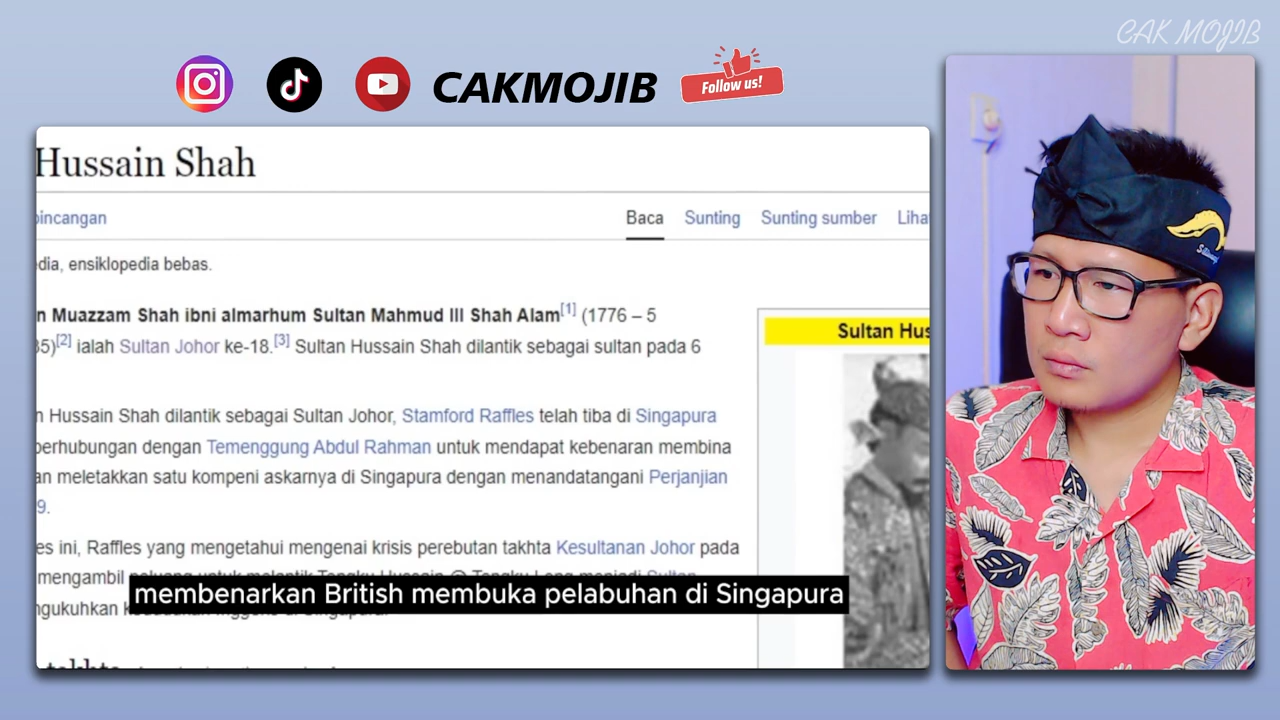 CAK MOJIB
CAKMOJIB
Follow us!
Hussain Shah
bincangan
Baca Sunting Sunting sumber Liha
dia, ensiklopedia bebas.
n Muazzam Shah ibni almarhum Sultan Mahmud III Shah Alam[1] (1776 – 5
35)[2] ialah Sultan Johor ke-18.[3] Sultan Hussain Shah dilantik sebagai sultan pada 6
n Hussain Shah dilantik sebagai Sultan Johor, Stamford Raffles telah tiba di Singapura
perhubungan dengan Temenggung Abdul Rahman untuk mendapat kebenaran membina
an meletakkan satu kompeni askarnya di Singapura dengan menandatangani Perjanjian
9.
es ini, Raffles yang mengetahui mengenai krisis perebutan takhta Kesultanan Johor pada
mengambil
Sultan Hus
membenarkan British membuka pelabuhan di Singapura